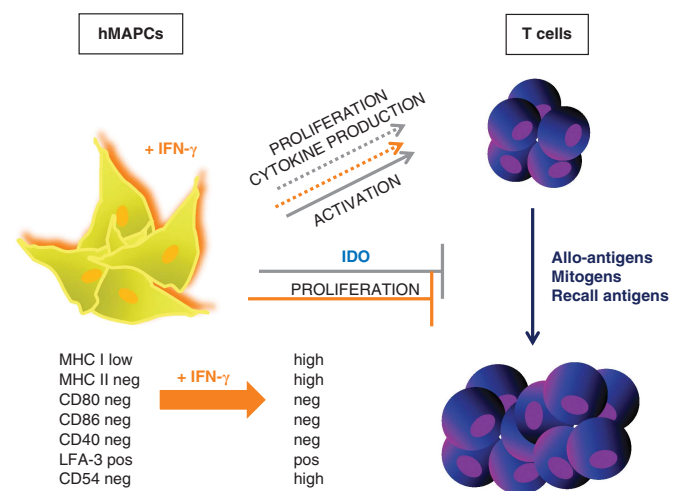 hMAPCs
T cells
+ IFN-γ
PROLIFERATION
CYTOKINE PRODUCTION
ACTIVATION
IDO
PROLIFERATION
Allo-antigens
Mitogens
Recall antigens
MHC I low
MHC II neg
CD80 neg
CD86 neg
CD40 neg
LFA-3 pos
CD54 neg
+ IFN-γ
high
high
neg
neg
neg
pos
high